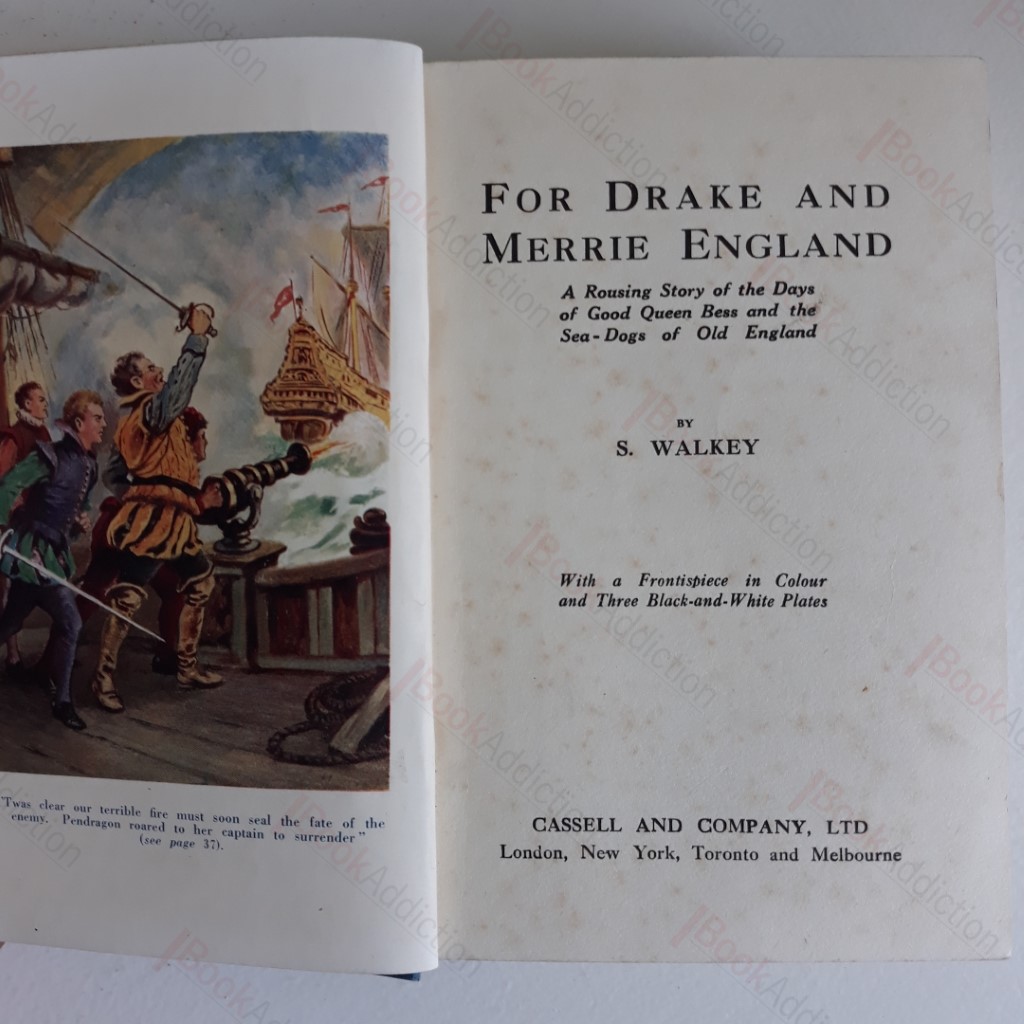 'Twas clear our terrible fire must soon seal the fate of the
enemy. Pendragon roared to her captain to surrender"
(see page 37).
FOR DRAKE AND
MERRIE ENGLAND
A Rousing Story of the Days
of Good Queen Bess and the
Sea-Dogs of Old England
BY
S. WALKEY
With a Frontispiece in Colour
and Three Black-and-White Plates
CASSELL AND COMPANY, LTD
London, New York, Toronto and Melbourne
BookAddiction